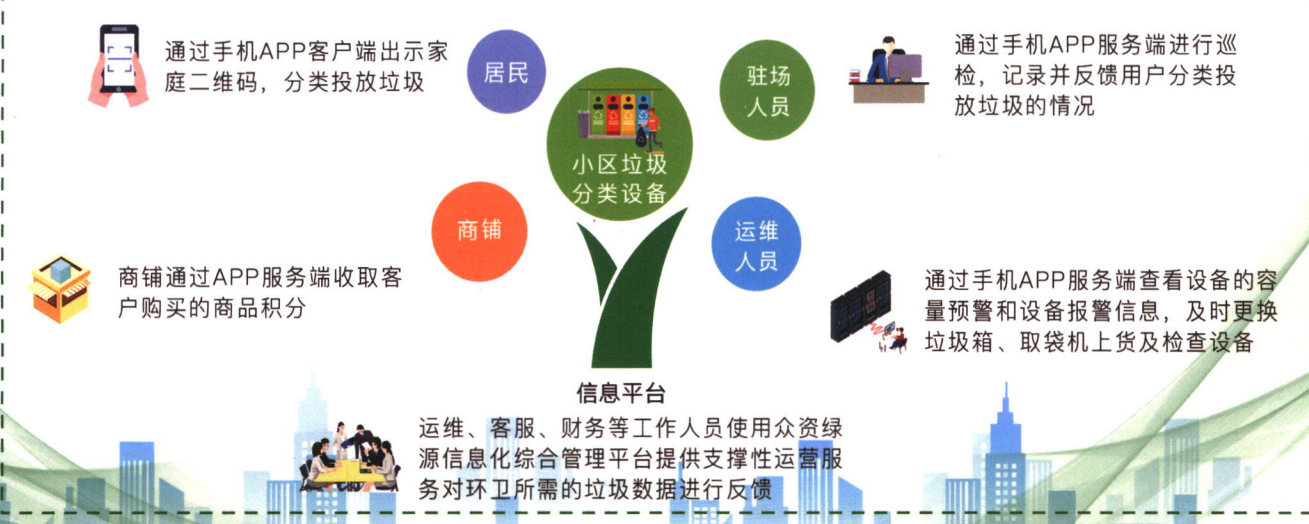 通过手机APP客户端出示家
庭二维码，分类投放垃圾
居民
小区垃圾
分类设备
驻场
人员
通过手机APP服务端进行巡
检，记录并反馈用户分类投
放垃圾的情况
商铺通过APP服务端收取客
户购买的商品积分
商铺
运维
人员
通过手机APP服务端查看设备的容
量预警和设备报警信息，及时更换
垃圾箱、取袋机上货及检查设备
信息平台
运维、客服、财务等工作人员使用众资绿
源信息化综合管理平台提供支撑性运营服
务对环卫所需的垃圾数据进行反馈